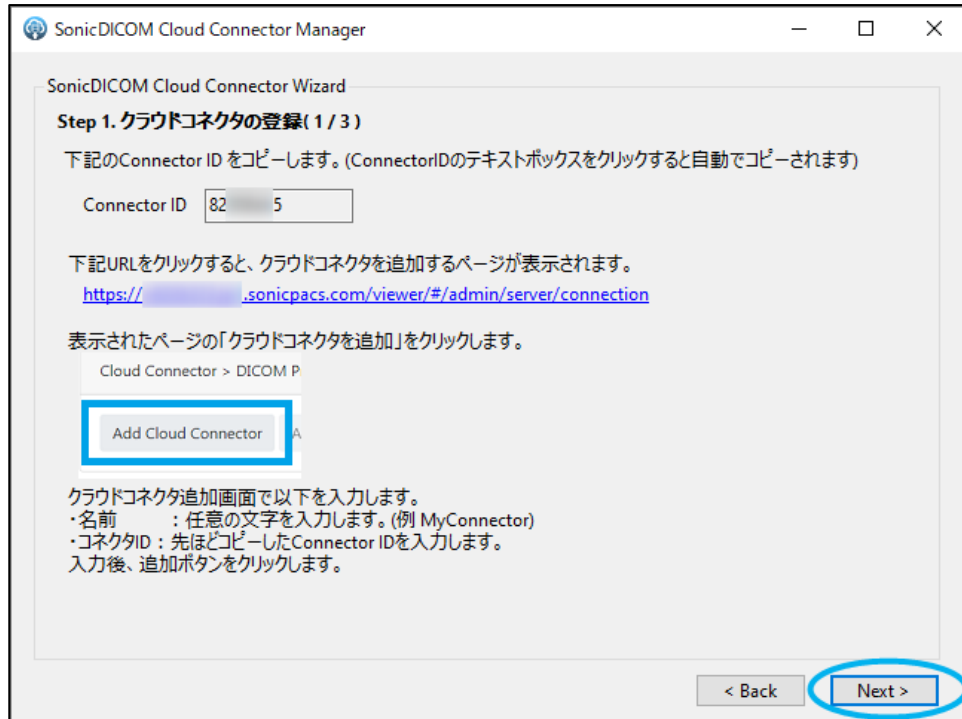 SonicDICOM Cloud Connector Manager
SonicDICOM Cloud Connector Wizard
Step 1. クラウドコネクタの登録( 1 / 3 )
下記のConnector ID をコピーします。(ConnectorIDのテキストボックスをクリックすると自動でコピーされます)
Connector ID 82 5
下記URLをクリックすると、クラウドコネクタを追加するページが表示されます。
https:// .sonicpacs.com/viewer/#/admin/server/connection
表示されたページの「クラウドコネクタを追加」をクリックします。
Cloud Connector > DICOM P
Add Cloud Connector A
クラウドコネクタ追加画面で以下を入力します。
・名前 : 任意の文字を入力します。(例 MyConnector)
・コネクタID : 先ほどコピーしたConnector IDを入力します。
入力後、追加ボタンをクリックします。
< Back Next >